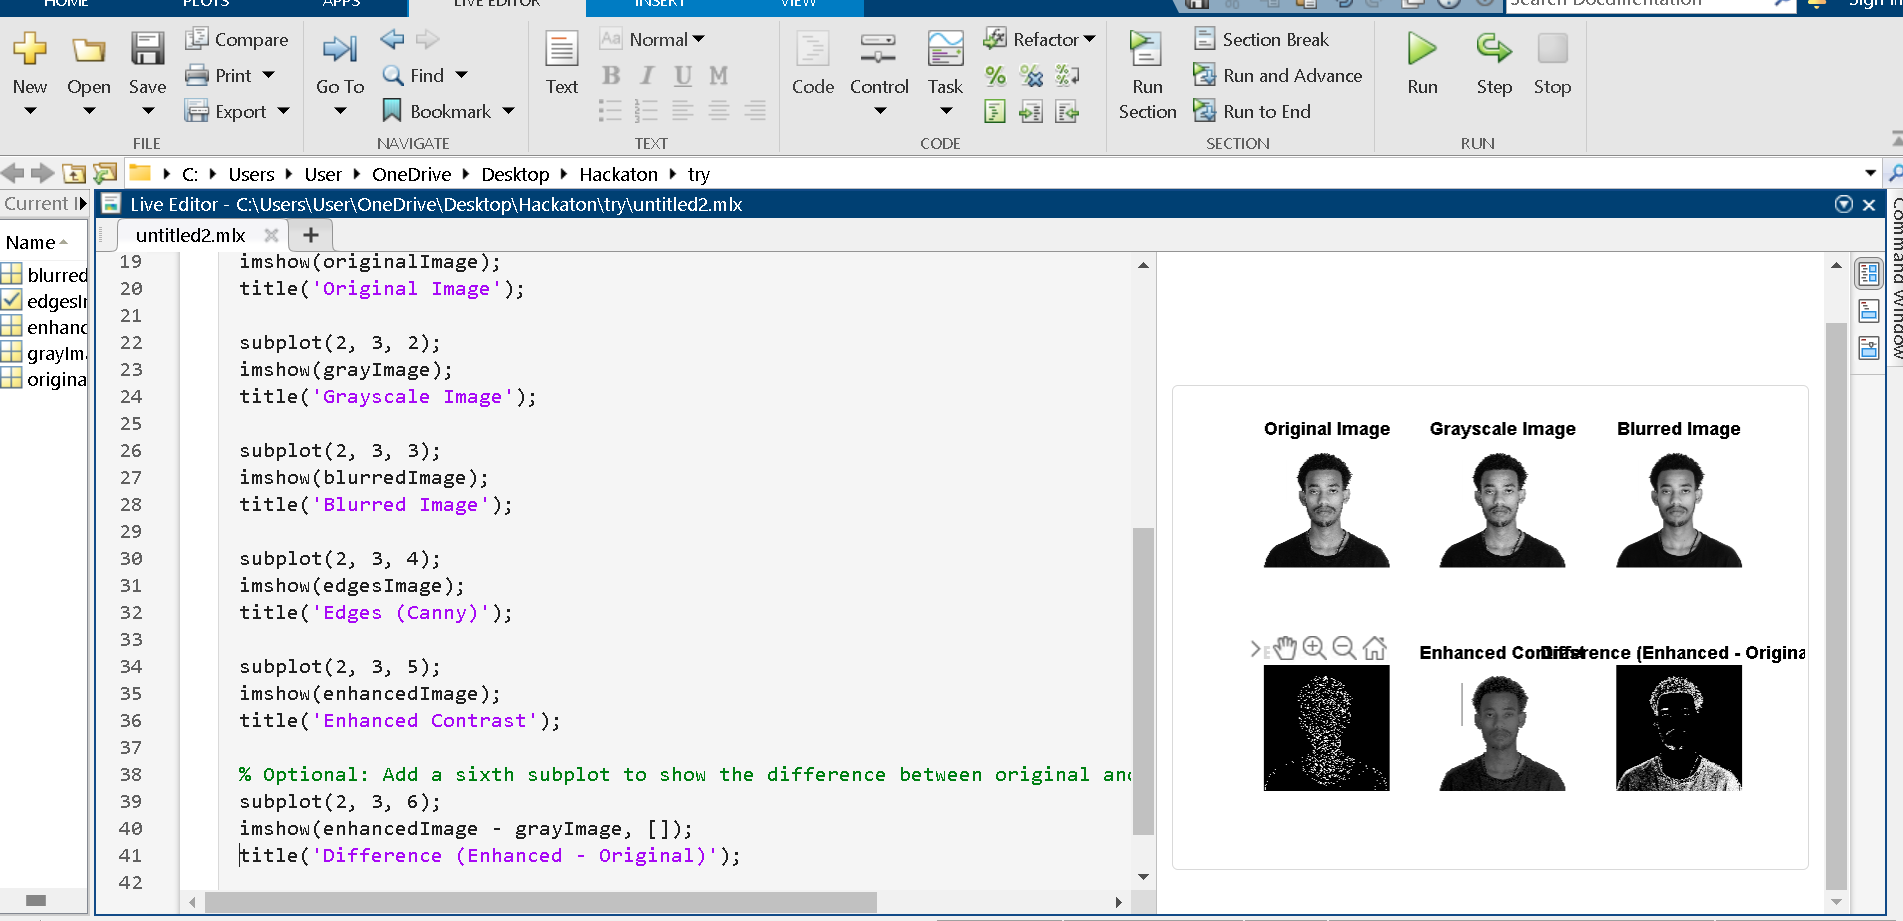 HOME PLOTS APPS LIVE EDITOR INSERT VIEW Search Documentation Sign In
New Open Save Compare Print Export
FILE
Go To Find Bookmark
NAVIGATE
Text Aa Normal
B I U M
TEXT
Code Control Task Refactor
CODE
Run Section Section Break
Run and Advance
Run to End
SECTION
Run Step Stop
RUN
C: Users User OneDrive Desktop Hackaton try
Current
Name
blurred
edgesI
enhanc
grayIm
origina
Live Editor - C:\Users\User\OneDrive\Desktop\Hackaton\try\untitled2.mlx
untitled2.mlx
Command Window
19 imshow(originalImage);
20 title('Original Image');
21
22 subplot(2, 3, 2);
23 imshow(grayImage);
24 title('Grayscale Image');
25
26 subplot(2, 3, 3);
27 imshow(blurredImage);
28 title('Blurred Image');
29
30 subplot(2, 3, 4);
31 imshow(edgesImage);
32 title('Edges (Canny)');
33
34 subplot(2, 3, 5);
35 imshow(enhancedImage);
36 title('Enhanced Contrast');
37
38 % Optional: Add a sixth subplot to show the difference between original and
39 subplot(2, 3, 6);
40 imshow(enhancedImage - grayImage, []);
41 title('Difference (Enhanced - Original)');
42
Original Image Grayscale Image Blurred Image
Enhanced Contrast Difference (Enhanced - Origina